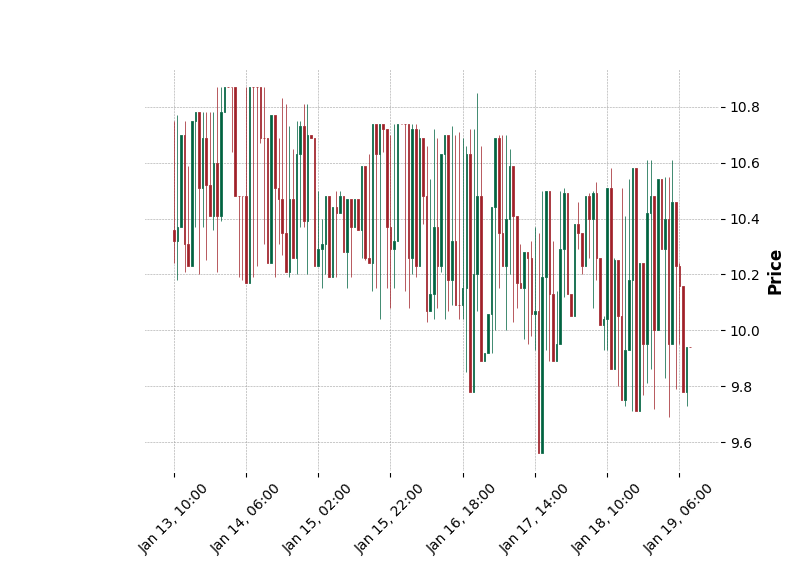 10.8
10.6
10.4
10.2
10.0
9.8
9.6
Price
Jan 13, 10:00
Jan 14, 06:00
Jan 15, 02:00
Jan 15, 22:00
Jan 16, 18:00
Jan 17, 14:00
Jan 18, 10:00
Jan 19, 06:00